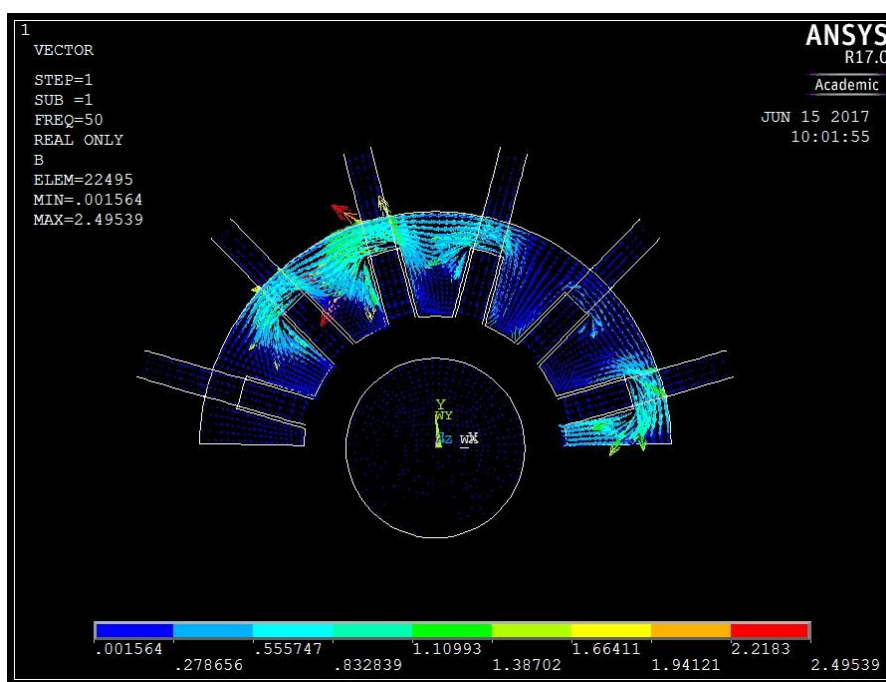 1
VECTOR
STEP=1
SUB =1
FREQ=50
REAL ONLY
B
ELEM=22495
MIN=.001564
MAX=2.49539
ANSYS
R17.0
Academic
JUN 15 2017
10:01:55
Y
WY
wX
.001564
.278656
.555747
.832839
1.10993
1.38702
1.66411
1.94121
2.2183
2.49539